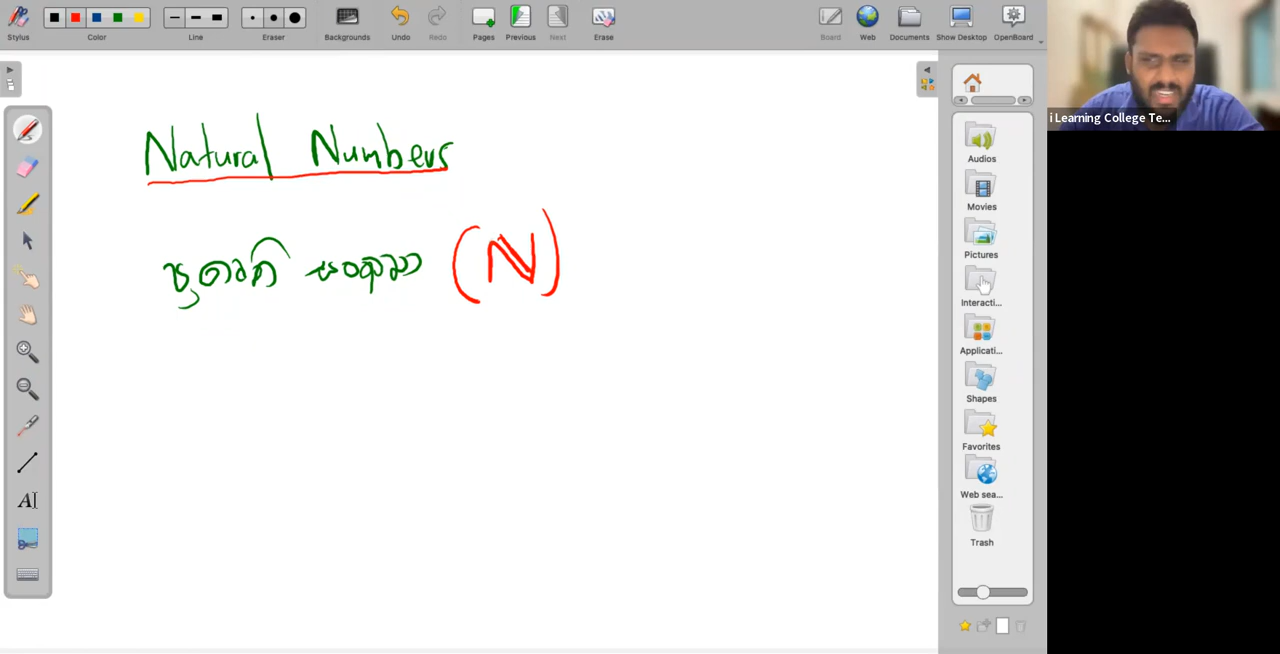 Stylus Color Line Eraser Backgrounds Undo Redo Pages Previous Next Erase Board Web Documents Show Desktop OpenBoard
i Learning College Te...
Natural Numbers
ප්‍රකෘති සංඛ්‍යා (ℕ)
Audios
Movies
Pictures
Interacti...
Applicati...
Shapes
Favorites
Web sea...
Trash